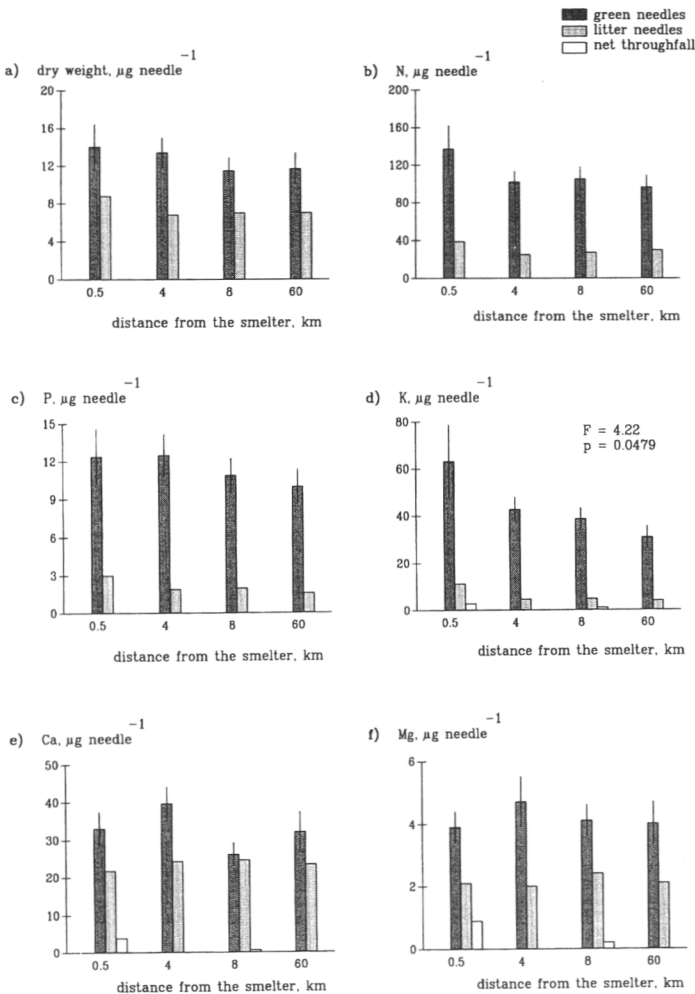 green needles
litter needles
net throughfall
a) dry weight, µg needle⁻¹
20
16
12
8
4
0
0.5 4 8 60
distance from the smelter, km
b) N, µg needle⁻¹
200
160
120
80
40
0
0.5 4 8 60
distance from the smelter, km
c) P, µg needle⁻¹
15
12
9
6
3
0
0.5 4 8 60
distance from the smelter, km
d) K, µg needle⁻¹
80
60
40
20
0
F = 4.22
p = 0.0479
0.5 4 8 60
distance from the smelter, km
e) Ca, µg needle⁻¹
50
40
30
20
10
0
0.5 4 8 60
distance from the smelter, km
f) Mg, µg needle⁻¹
6
4
2
0
0.5 4 8 60
distance from the smelter, km